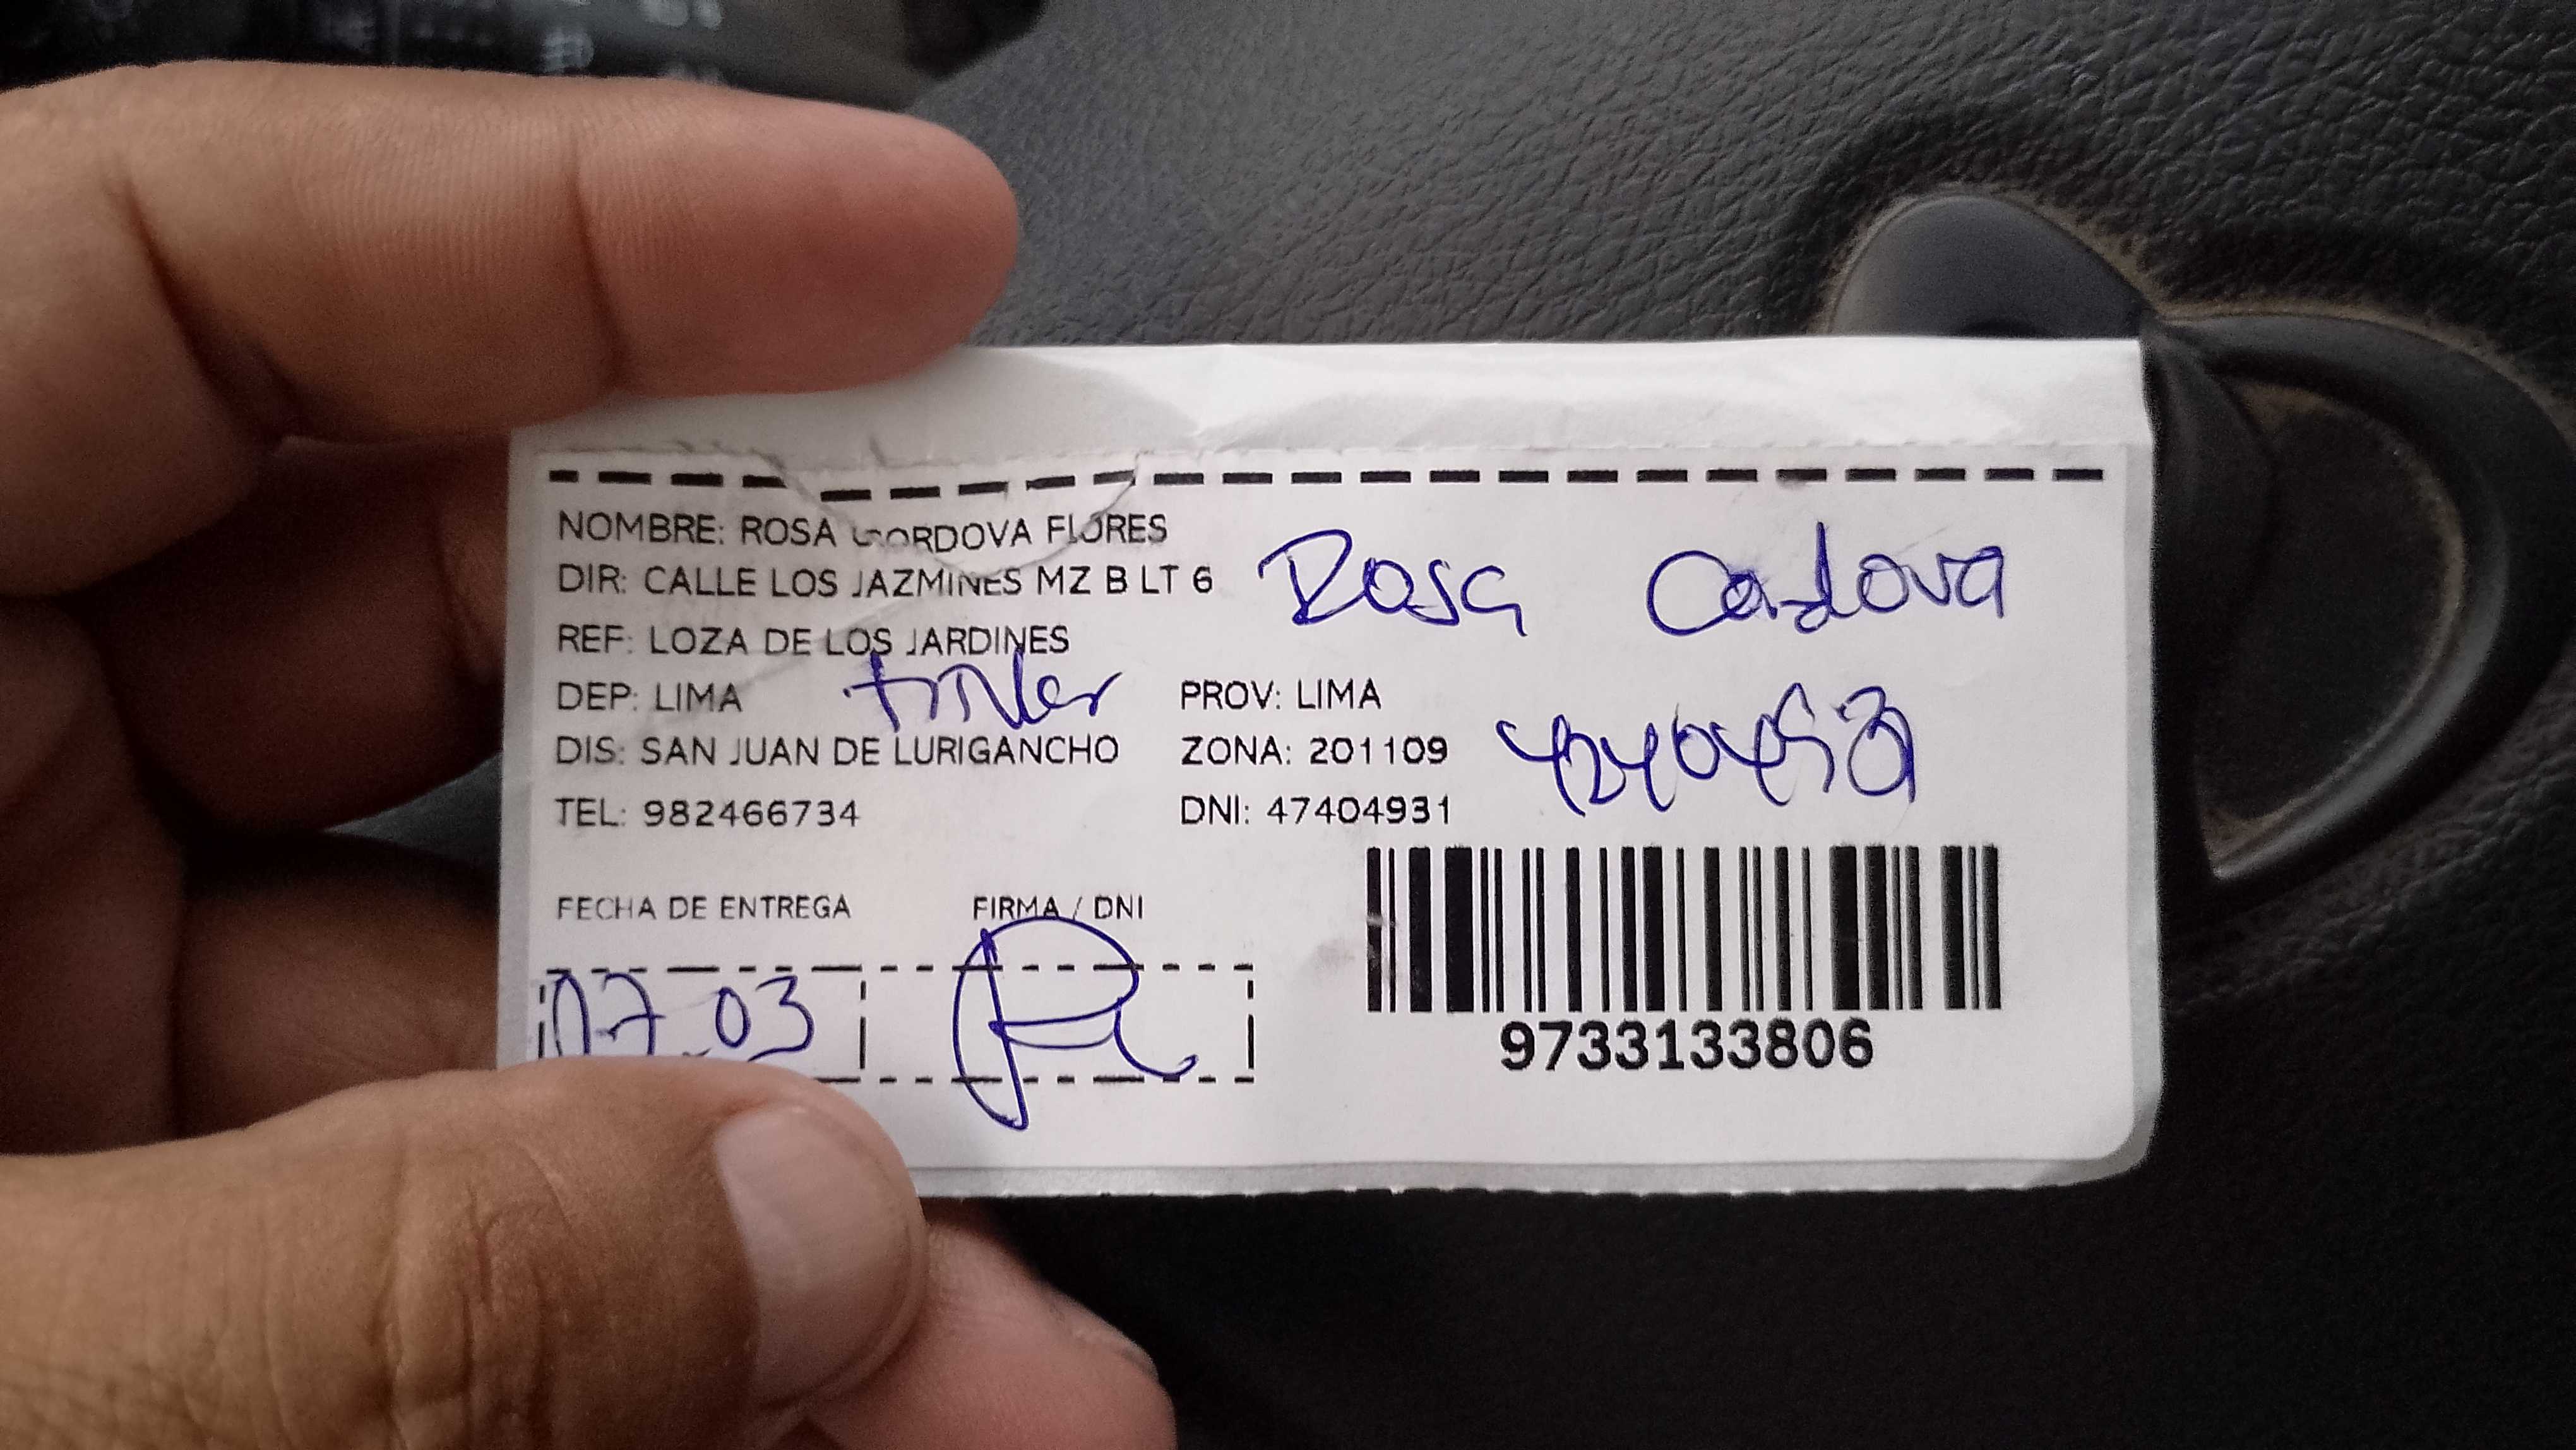 NOMBRE: ROSA CORDOVA FLORES
DIR: CALLE LOS JAZMINES MZ B LT 6
Rosa Cordova
REF: LOZA DE LOS JARDINES
DEP: LIMA
PROV: LIMA
DIS: SAN JUAN DE LURIGANCHO
ZONA: 201109
TEL: 982466734
DNI: 47404931
FECHA DE ENTREGA
FIRMA / DNI
07-03
9733133806